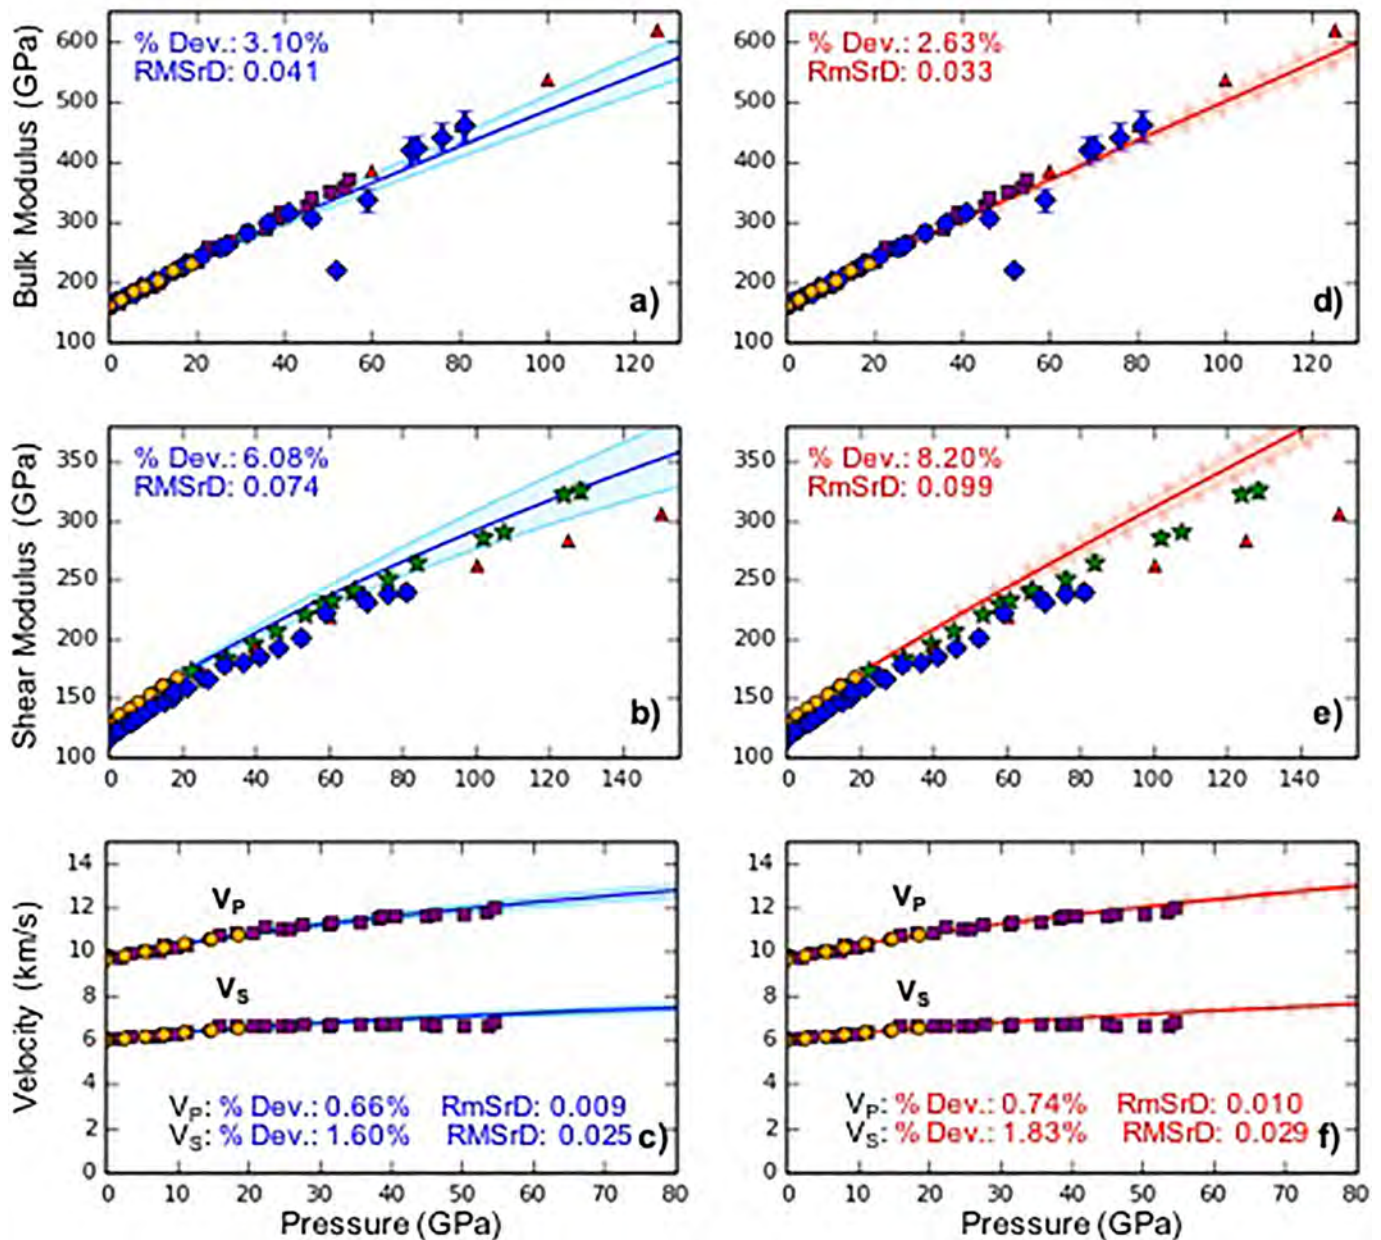 Bulk Modulus (GPa)
600
500
400
300
200
100
% Dev.: 3.10%
RMSrD: 0.041
a)
0 20 40 60 80 100 120
600
500
400
300
200
100
% Dev.: 2.63%
RmSrD: 0.033
d)
0 20 40 60 80 100 120
Shear Modulus (GPa)
350
300
250
200
150
100
% Dev.: 6.08%
RMSrD: 0.074
b)
0 20 40 60 80 100 120 140
350
300
250
200
150
100
% Dev.: 8.20%
RmSrD: 0.099
e)
0 20 40 60 80 100 120 140
Velocity (km/s)
14
12
10
8
6
4
2
0
VP
VS
VP: % Dev.: 0.66% RmSrD: 0.009
VS: % Dev.: 1.60% RMSrD: 0.025 c)
0 10 20 30 40 50 60 70 80
Pressure (GPa)
14
12
10
8
6
4
2
0
VP
VS
VP: % Dev.: 0.74% RmSrD: 0.010
VS: % Dev.: 1.83% RMSrD: 0.029 f)
0 10 20 30 40 50 60 70 80
Pressure (GPa)